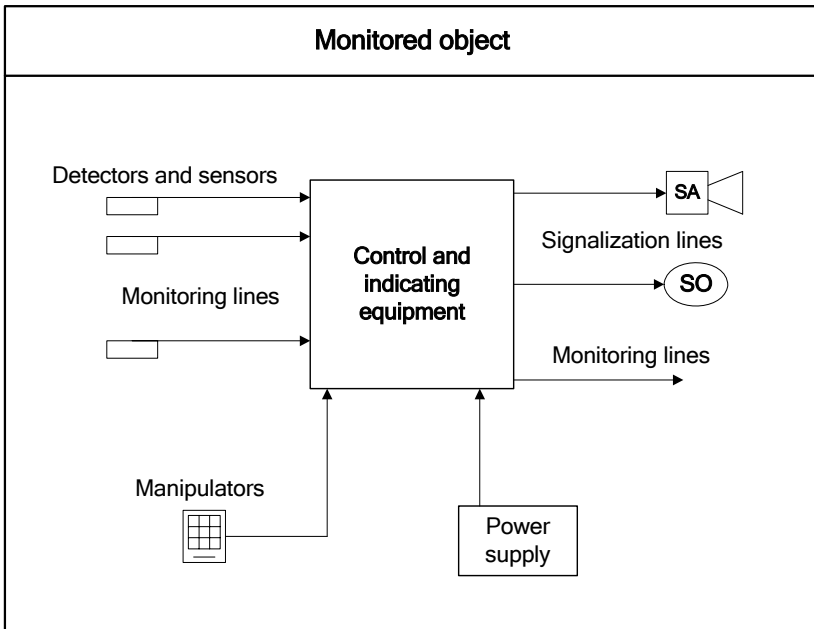 Monitored object
Detectors and sensors
SA
Control and
indicating
equipment
Signalization lines
Monitoring lines
SO
Monitoring lines
Manipulators
Power
supply